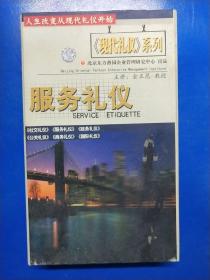 人生改变从现代礼仪开始
《现代礼仪》系列
北京东方燕园企业管理研究中心 出品
Beijing Oriental Yanyuan Enterprise Management Institute
主讲：金正昆 教授
服务礼仪
SERVICE ETIQUETTE
《社交礼仪》《服务礼仪》《政务礼仪》
《公关礼仪》《商务礼仪》《国际礼仪》